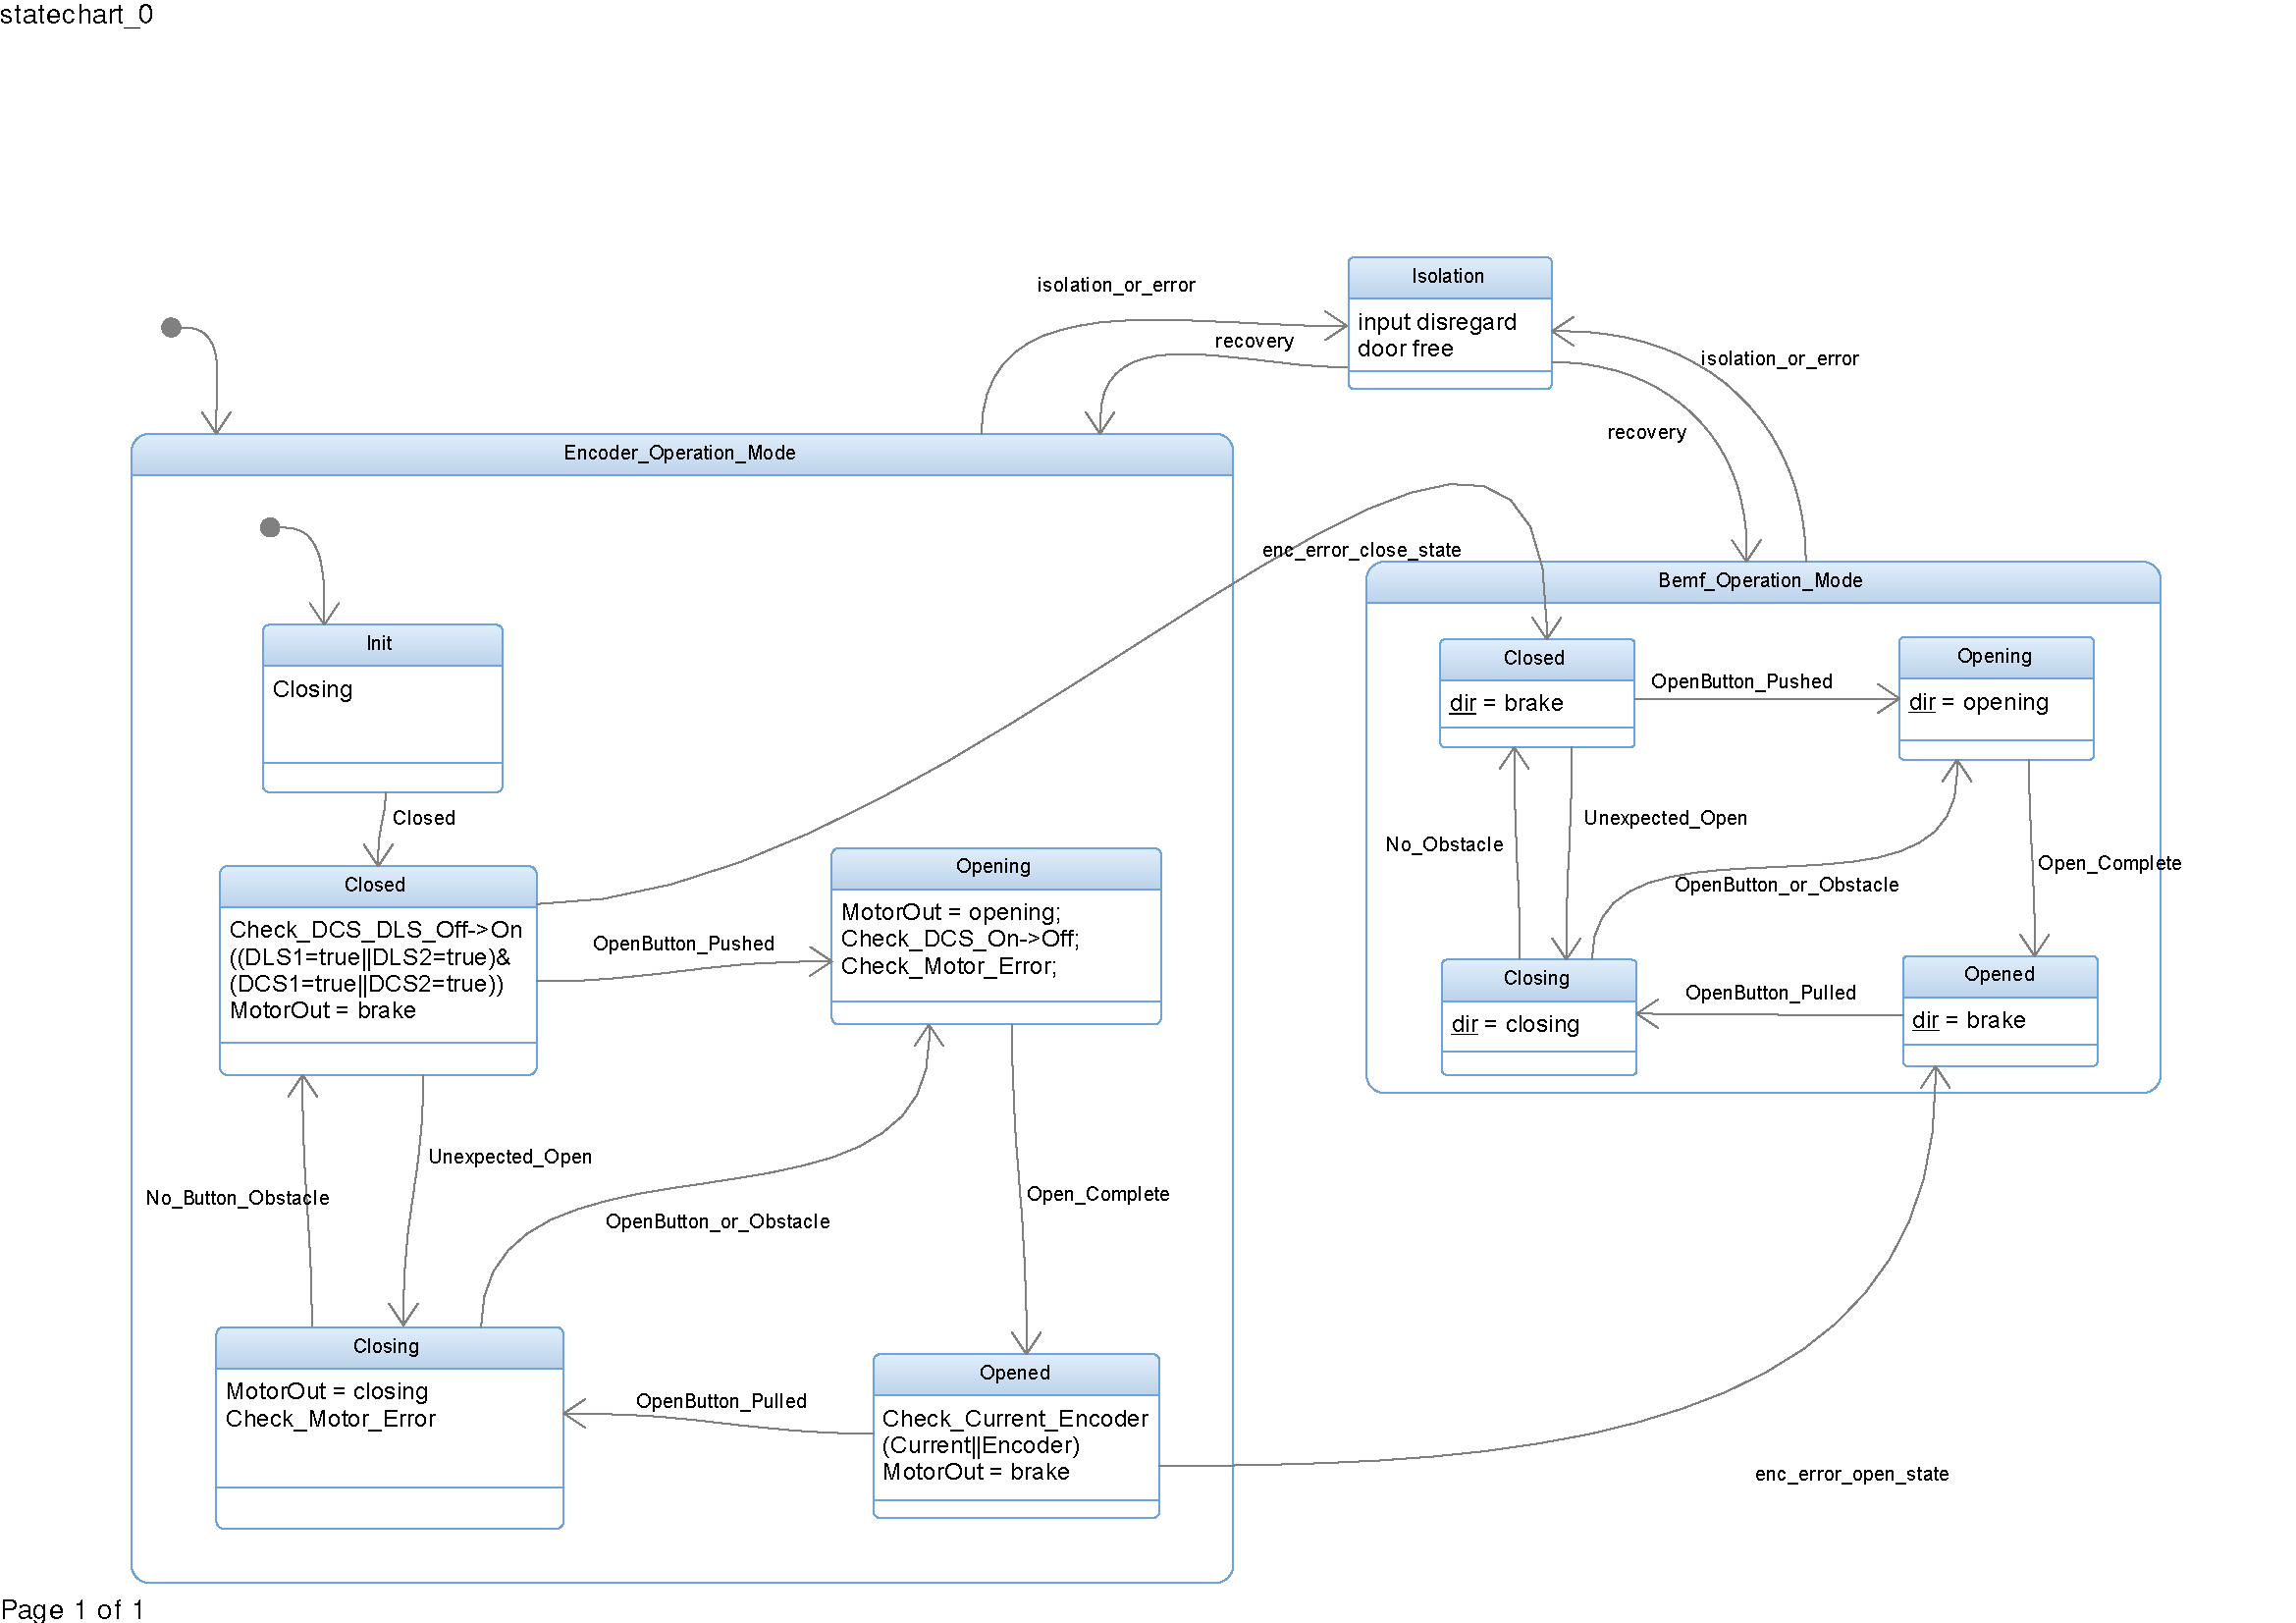 statechart_0
Isolation
input disregard
door free
isolation_or_error
recovery
isolation_or_error
recovery
Encoder_Operation_Mode
Init
Closing
Closed
Closed
Check_DCS_DLS_Off->On
((DLS1=true||DLS2=true)&
(DCS1=true||DCS2=true))
MotorOut = brake
OpenButton_Pushed
Opening
MotorOut = opening;
Check_DCS_On->Off;
Check_Motor_Error;
Unexpected_Open
No_Button_Obstacle
OpenButton_or_Obstacle
Open_Complete
Closing
MotorOut = closing
Check_Motor_Error
OpenButton_Pulled
Opened
Check_Current_Encoder
(Current||Encoder)
MotorOut = brake
enc_error_close_state
enc_error_open_state
Bemf_Operation_Mode
Closed
dir = brake
OpenButton_Pushed
Opening
dir = opening
Unexpected_Open
No_Obstacle
OpenButton_or_Obstacle
Open_Complete
Closing
dir = closing
OpenButton_Pulled
Opened
dir = brake
Page 1 of 1